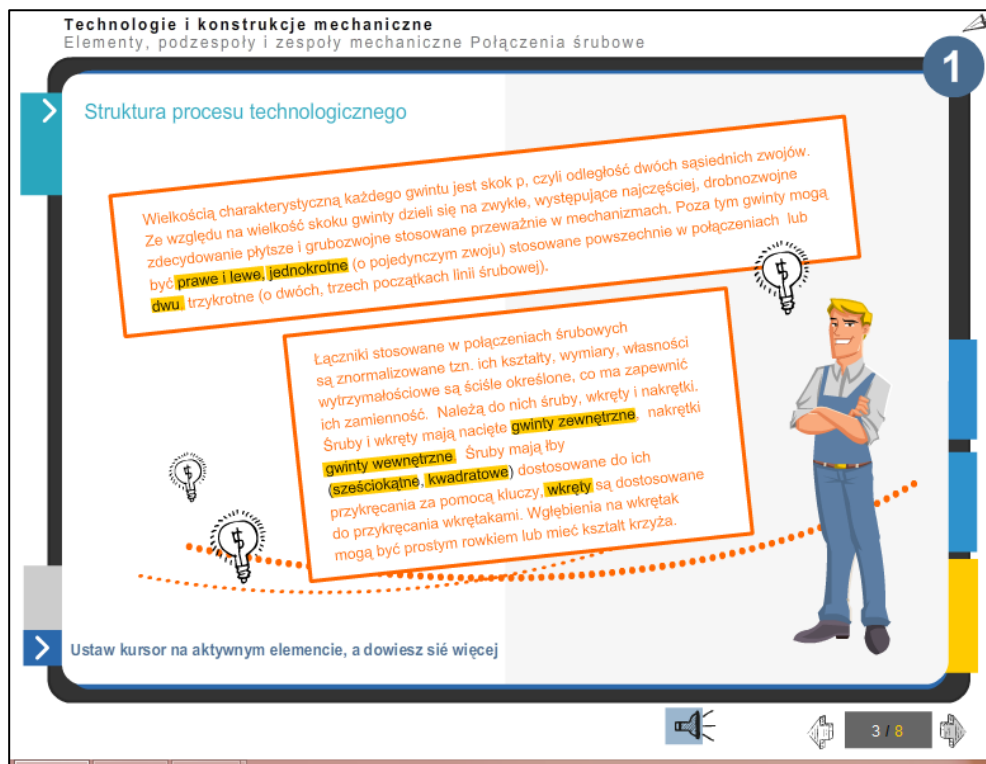 Technologie i konstrukcje mechaniczne
Elementy, podzespoły i zespoły mechaniczne Połączenia śrubowe
1
Struktura procesu technologicznego
Wielkością charakterystyczną każdego gwintu jest skok p, czyli odległość dwóch sąsiednich zwojów.
Ze względu na wielkość skoku gwinty dzieli się na zwykłe, występujące najczęściej, drobnozwojne
zdecydowanie płytsze i grubozwojne stosowane przeważnie w mechanizmach. Poza tym gwinty mogą
być prawe i lewe, jednokrotne (o pojedynczym zwoju) stosowane powszechnie w połączeniach lub
dwu, trzykrotne (o dwóch, trzech początkach linii śrubowej).
Łączniki stosowane w połączeniach śrubowych
są znormalizowane tzn. ich kształty, wymiary, własności
wytrzymałościowe są ściśle określone, co ma zapewnić
ich zamienność. Należą do nich śruby, wkręty i nakrętki.
Śruby i wkręty mają nacięte gwinty zewnętrzne, nakrętki
gwinty wewnętrzne. Śruby mają łby
(sześciokątne, kwadratowe) dostosowane do ich
przykręcania za pomocą kluczy, wkręty są dostosowane
do przykręcania wkrętakami. Wgłębienia na wkrętak
mogą być prostym rowkiem lub mieć kształt krzyża.
Ustaw kursor na aktywnym elemencie, a dowiesz sié więcej
3 / 8